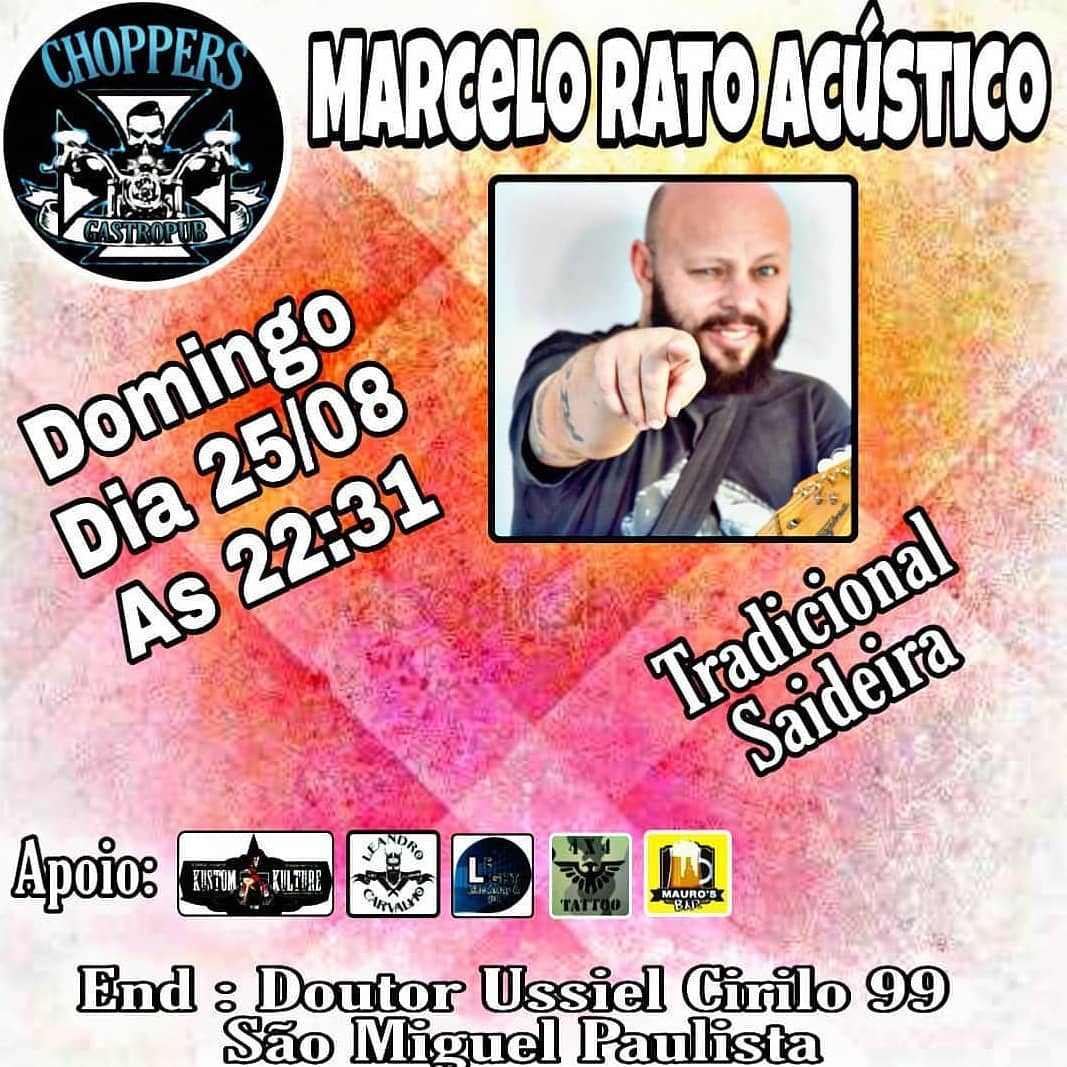 CHOPPERS
GASTROPUB
MARCELO RATO ACÚSTICO
Domingo
Dia 25/08
As 22:31
Tradicional
Saideira
Apoio:
KUSTOM KULTURE
LEANDRO
CARVALHO
TATTOO
MAURO'S
BAR
End : Doutor Ussiel Cirilo 99
São Miguel Paulista